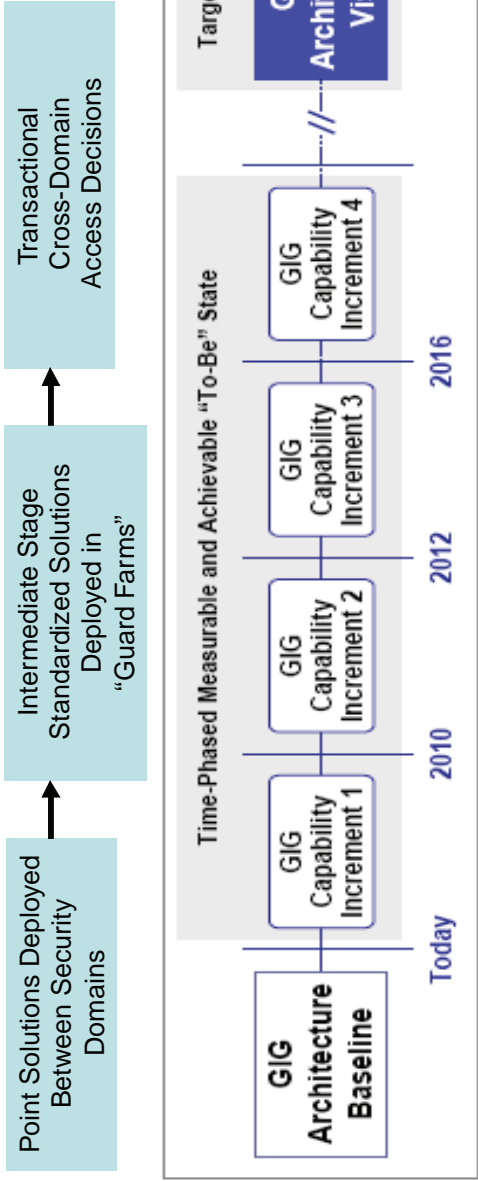 Point Solutions Deployed
Between Security
Domains
Intermediate Stage
Standardized Solutions
Deployed in
“Guard Farms”
Transactional
Cross-Domain
Access Decisions
Time-Phased Measurable and Achievable “To-Be” State
GIG
Architecture
Baseline
GIG
Capability
Increment 1
GIG
Capability
Increment 2
GIG
Capability
Increment 3
GIG
Capability
Increment 4
Today
2010
2012
2016